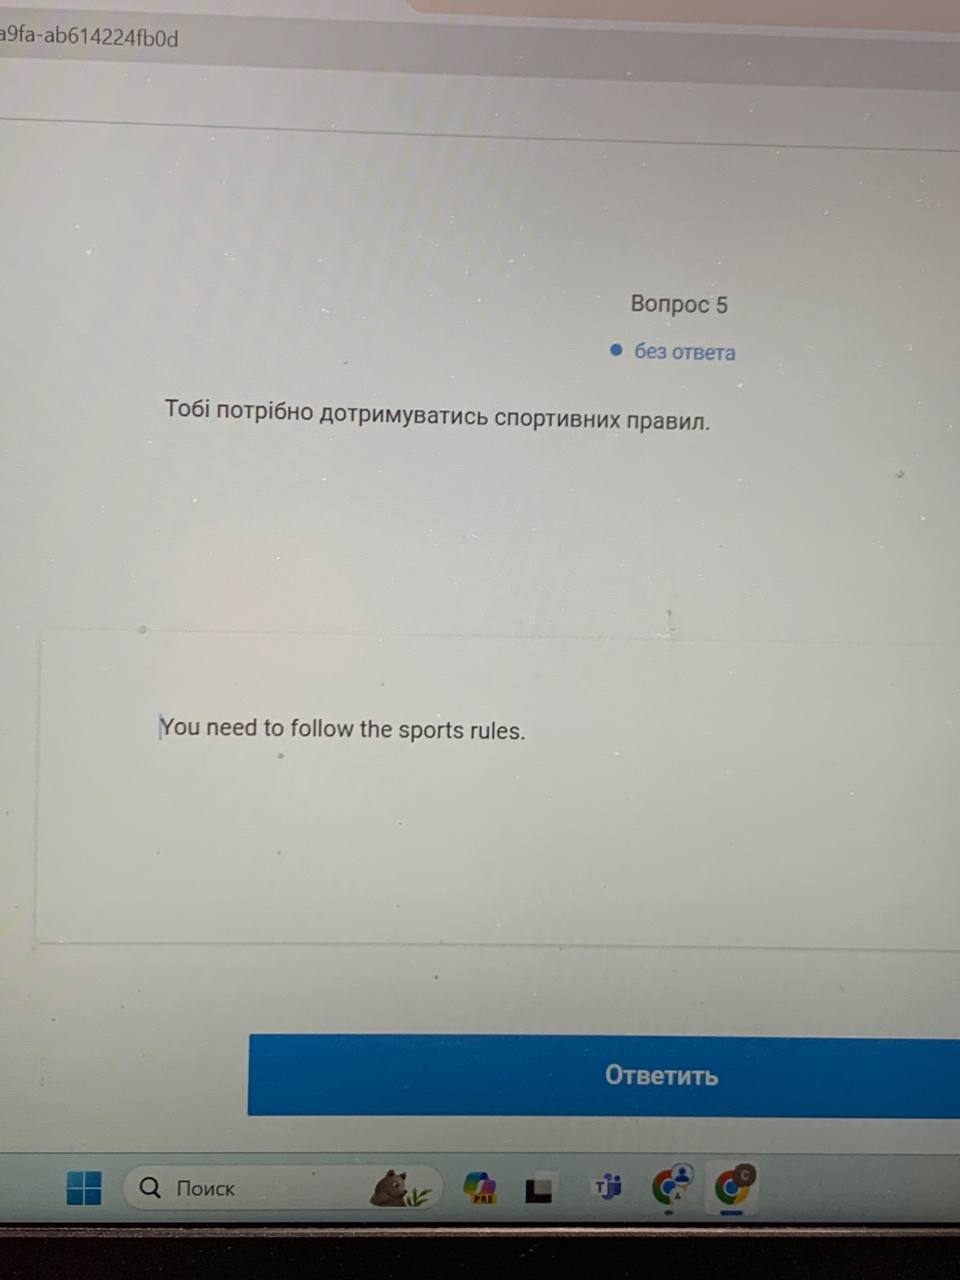 a9fa-ab614224fb0d
Вопрос 5
без ответа
Тобі потрібно дотримуватись спортивних правил.
You need to follow the sports rules.
Ответить
Поиск
PRE
T
C